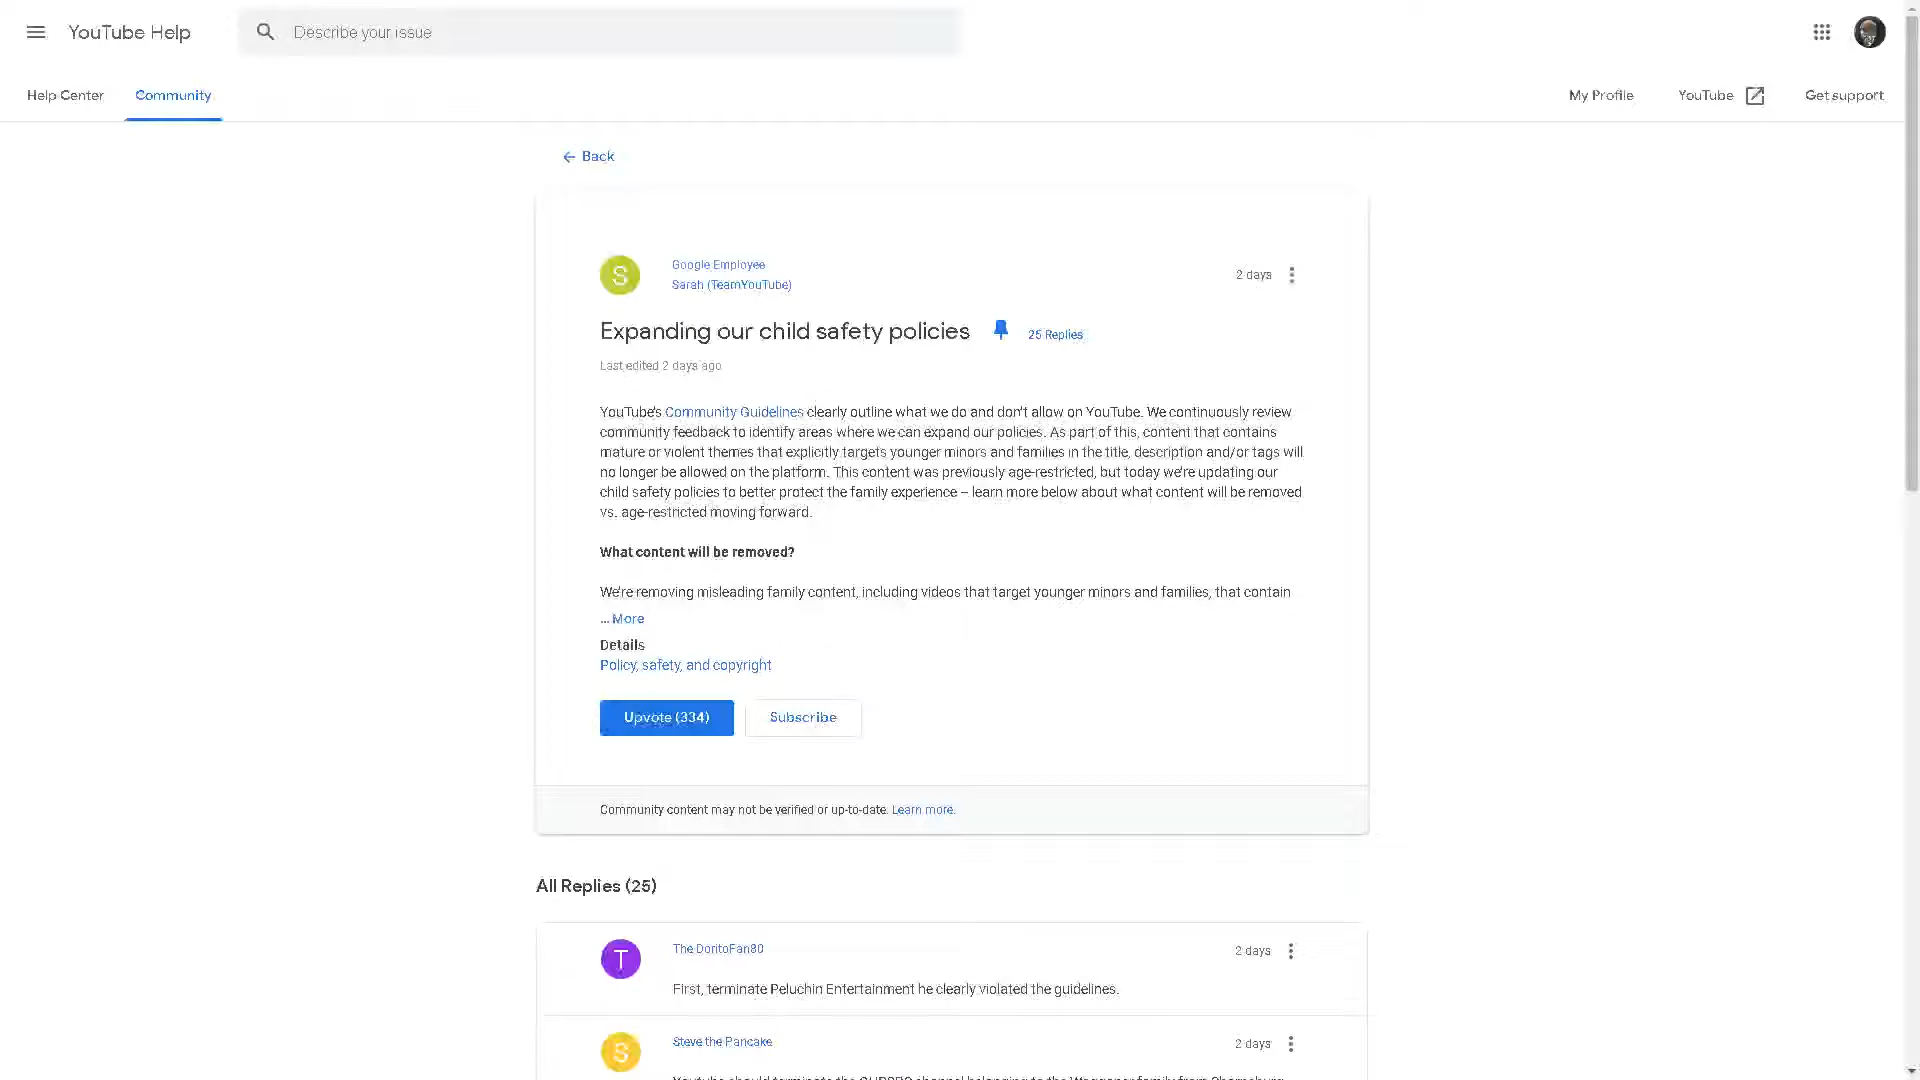 YouTube Help
Describe your issue
Help Center
Community
My Profile
YouTube
Get support
Back
S
Google Employee
Sarah (TeamYouTube)
2 days
Expanding our child safety policies
25 Replies
Last edited 2 days ago
YouTube's Community Guidelines clearly outline what we do and don't allow on YouTube. We continuously review
community feedback to identify areas where we can expand our policies. As part of this, content that contains
mature or violent themes that explicitly targets younger minors and families in the title, description and/or tags will
no longer be allowed on the platform. This content was previously age-restricted, but today we're updating our
child safety policies to better protect the family experience – learn more below about what content will be removed
vs. age-restricted moving forward.
What content will be removed?
We're removing misleading family content, including videos that target younger minors and families, that contain
... More
Details
Policy, safety, and copyright
Upvote (334)
Subscribe
Community content may not be verified or up-to-date. Learn more.
All Replies (25)
T
The DoritoFan80
2 days
First, terminate Peluchin Entertainment he clearly violated the guidelines.
S
Steve the Pancake
2 days